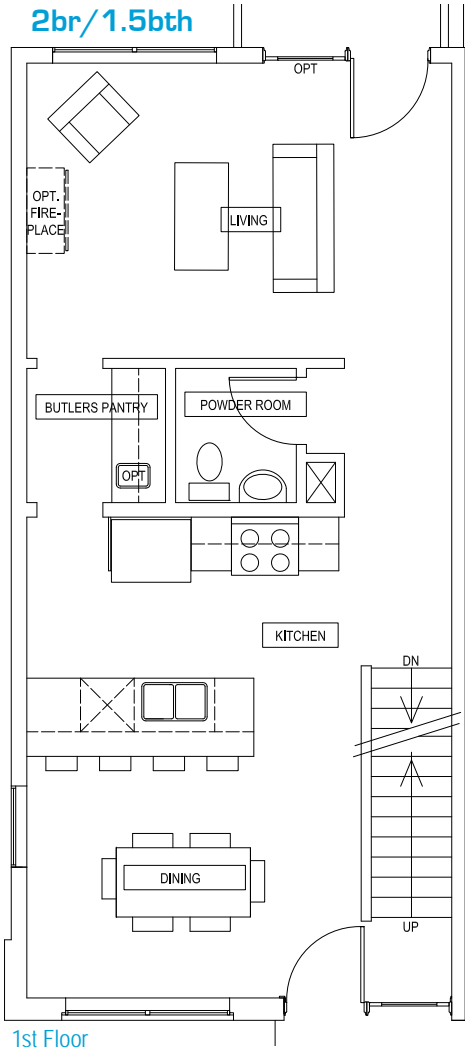 2br/1.5bth
OPT
OPT.
FIRE-
PLACE
LIVING
BUTLERS PANTRY
POWDER ROOM
OPT
KITCHEN
DN
DINING
UP
1st Floor